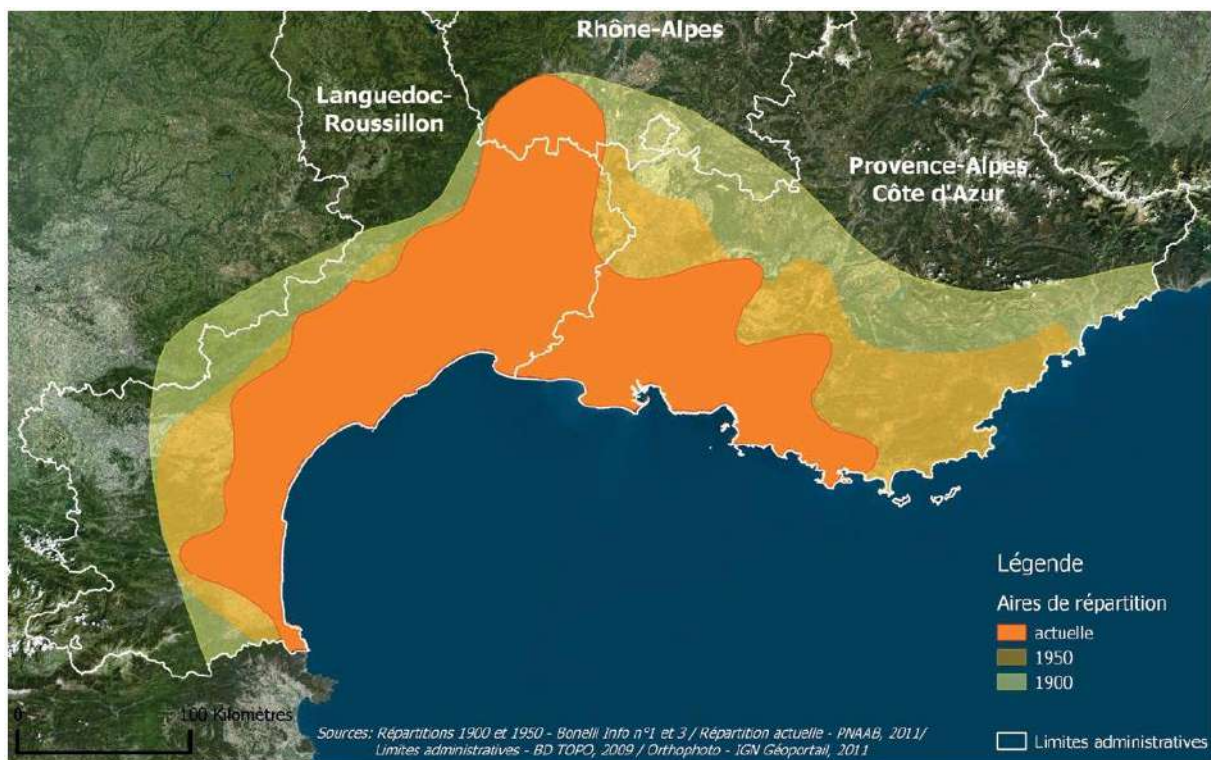 Rhône-Alpes
Languedoc-
Roussillon
Provence-Alpes
Côte d'Azur
Légende
Aires de répartition
actuelle
1950
1900
Limites administratives
0
100 Kilomètres
Sources: Répartitions 1900 et 1950 - Bonelli Info n°1 et 3 / Répartition actuelle - PNAAB, 2011/
Limites administratives - BD TOPO, 2009 / Orthophoto - IGN Géoportail, 2011